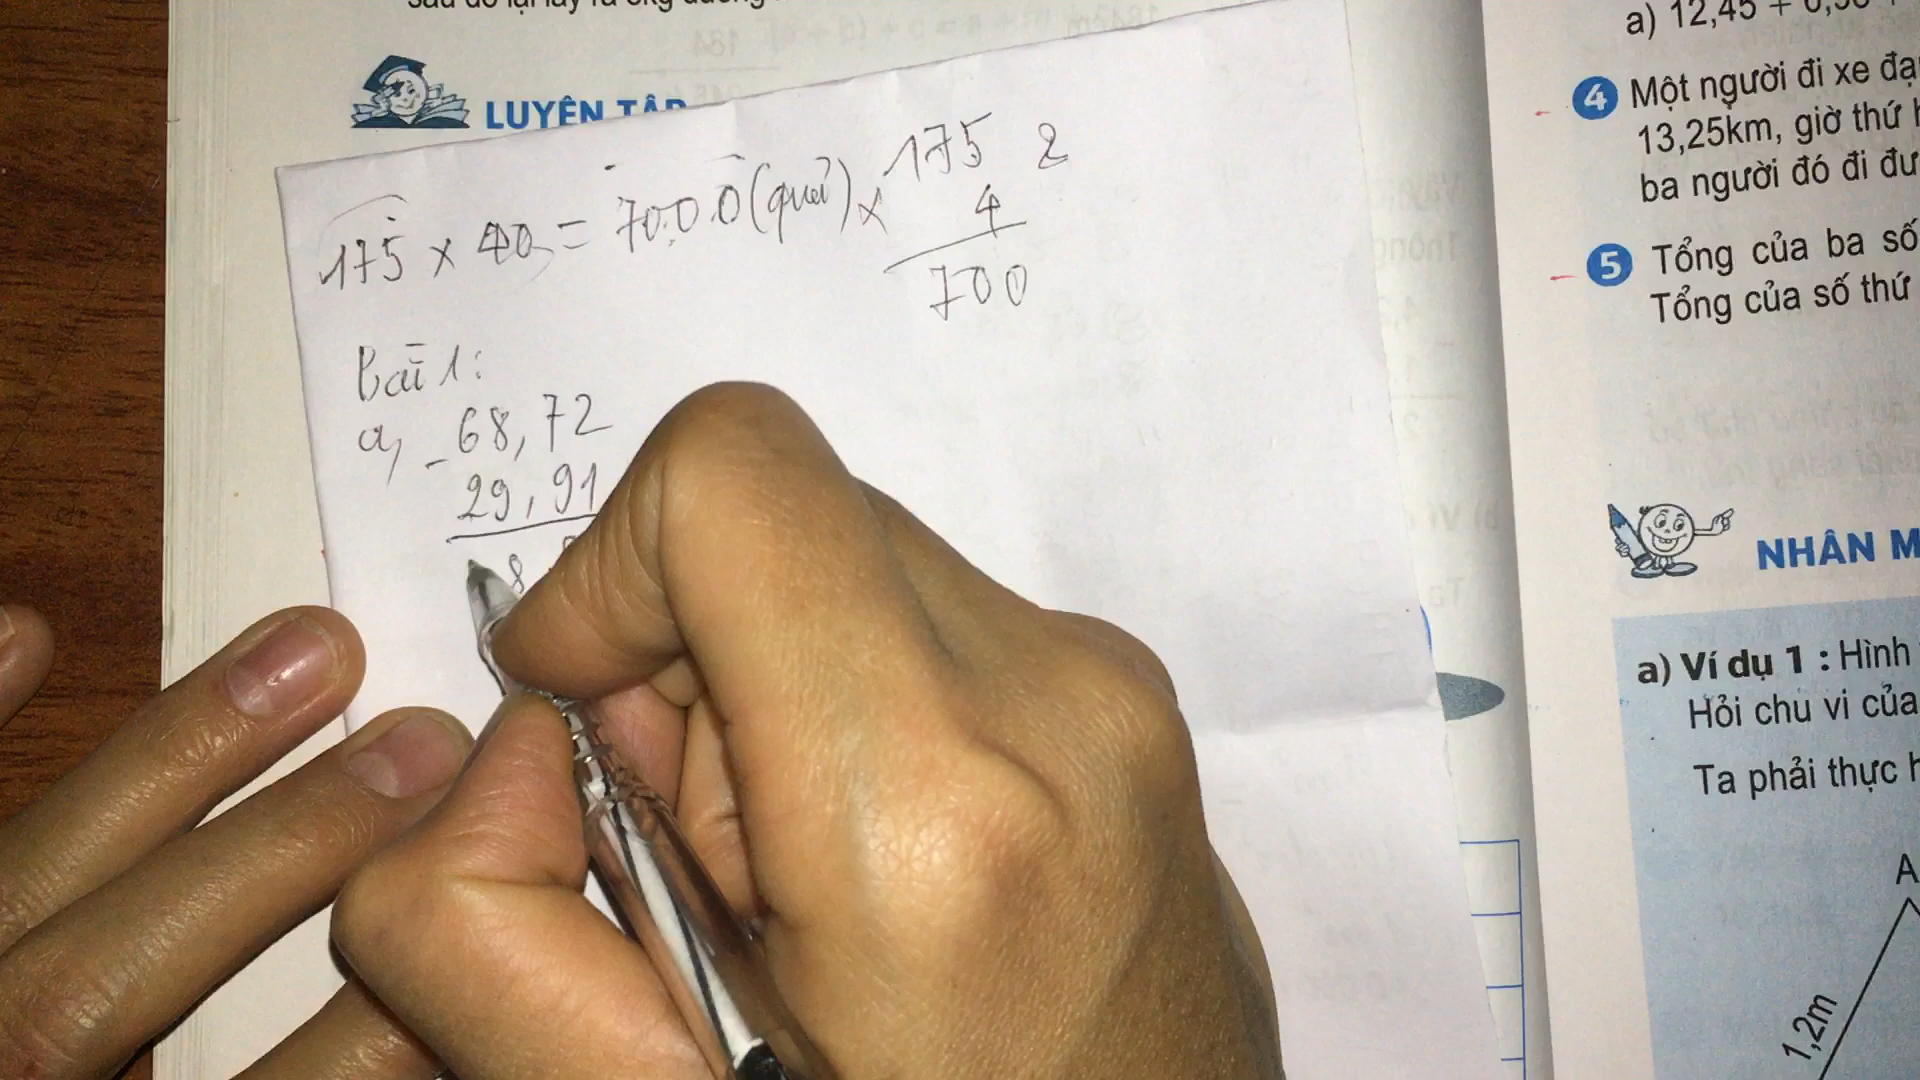 LUYỆN TẬP
175 × 40 = 7000 (quả)
× 175 2
4
700
Bài 1:
a, - 68,72
29,91
8
a) 12,45 +
4 Một người đi xe đạ
13,25km, giờ thứ h
ba người đó đi đư
5 Tổng của ba số
Tổng của số thứ
NHÂN M
a) Ví dụ 1 : Hình
Hỏi chu vi của
Ta phải thực h
A
1,2m